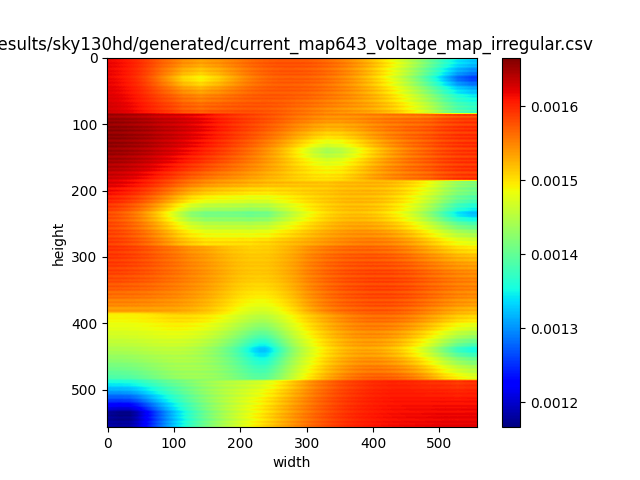 esults/sky130hd/generated/current_map643_voltage_map_irregular.csv
0
100
200
300
400
500
height
0 100 200 300 400 500
width
0.0016
0.0015
0.0014
0.0013
0.0012